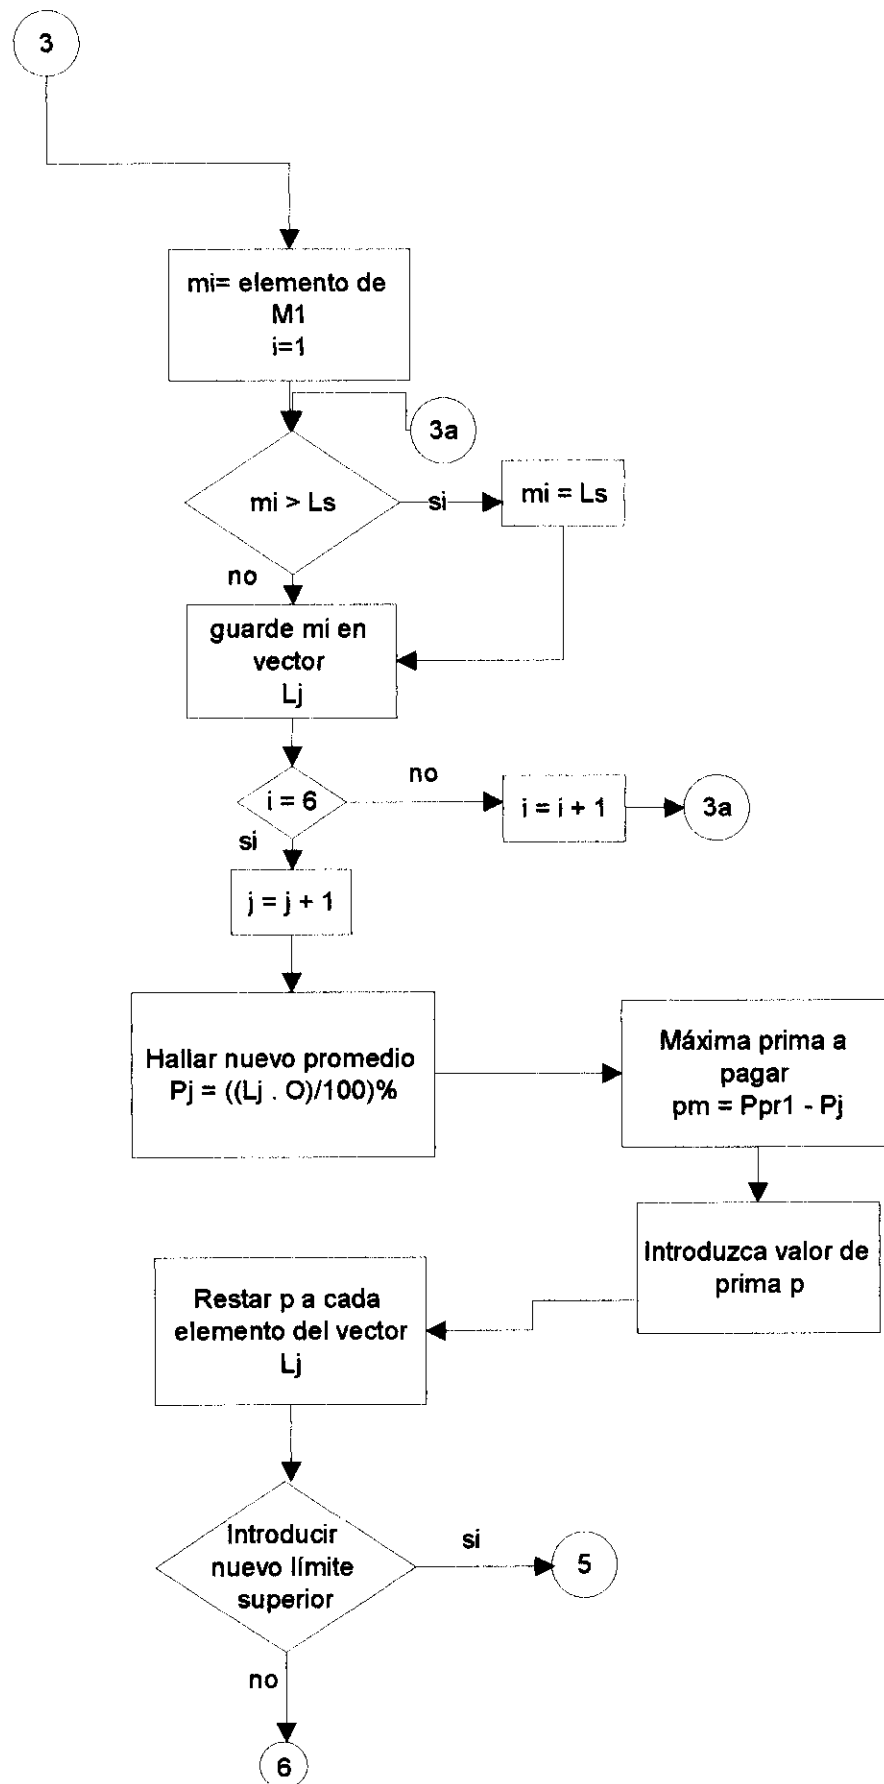 3
mi= elemento de
M1
i=1
3a
mi > Ls
si
mi = Ls
no
guarde mi en
vector
Lj
i = 6
no
i = i + 1
3a
si
j = j + 1
Hallar nuevo promedio
Pj = ((Lj . O)/100)%
Máxima prima a
pagar
pm = Ppr1 - Pj
Introduzca valor de
prima p
Restar p a cada
elemento del vector
Lj
Introducir
nuevo límite
superior
si
5
no
6